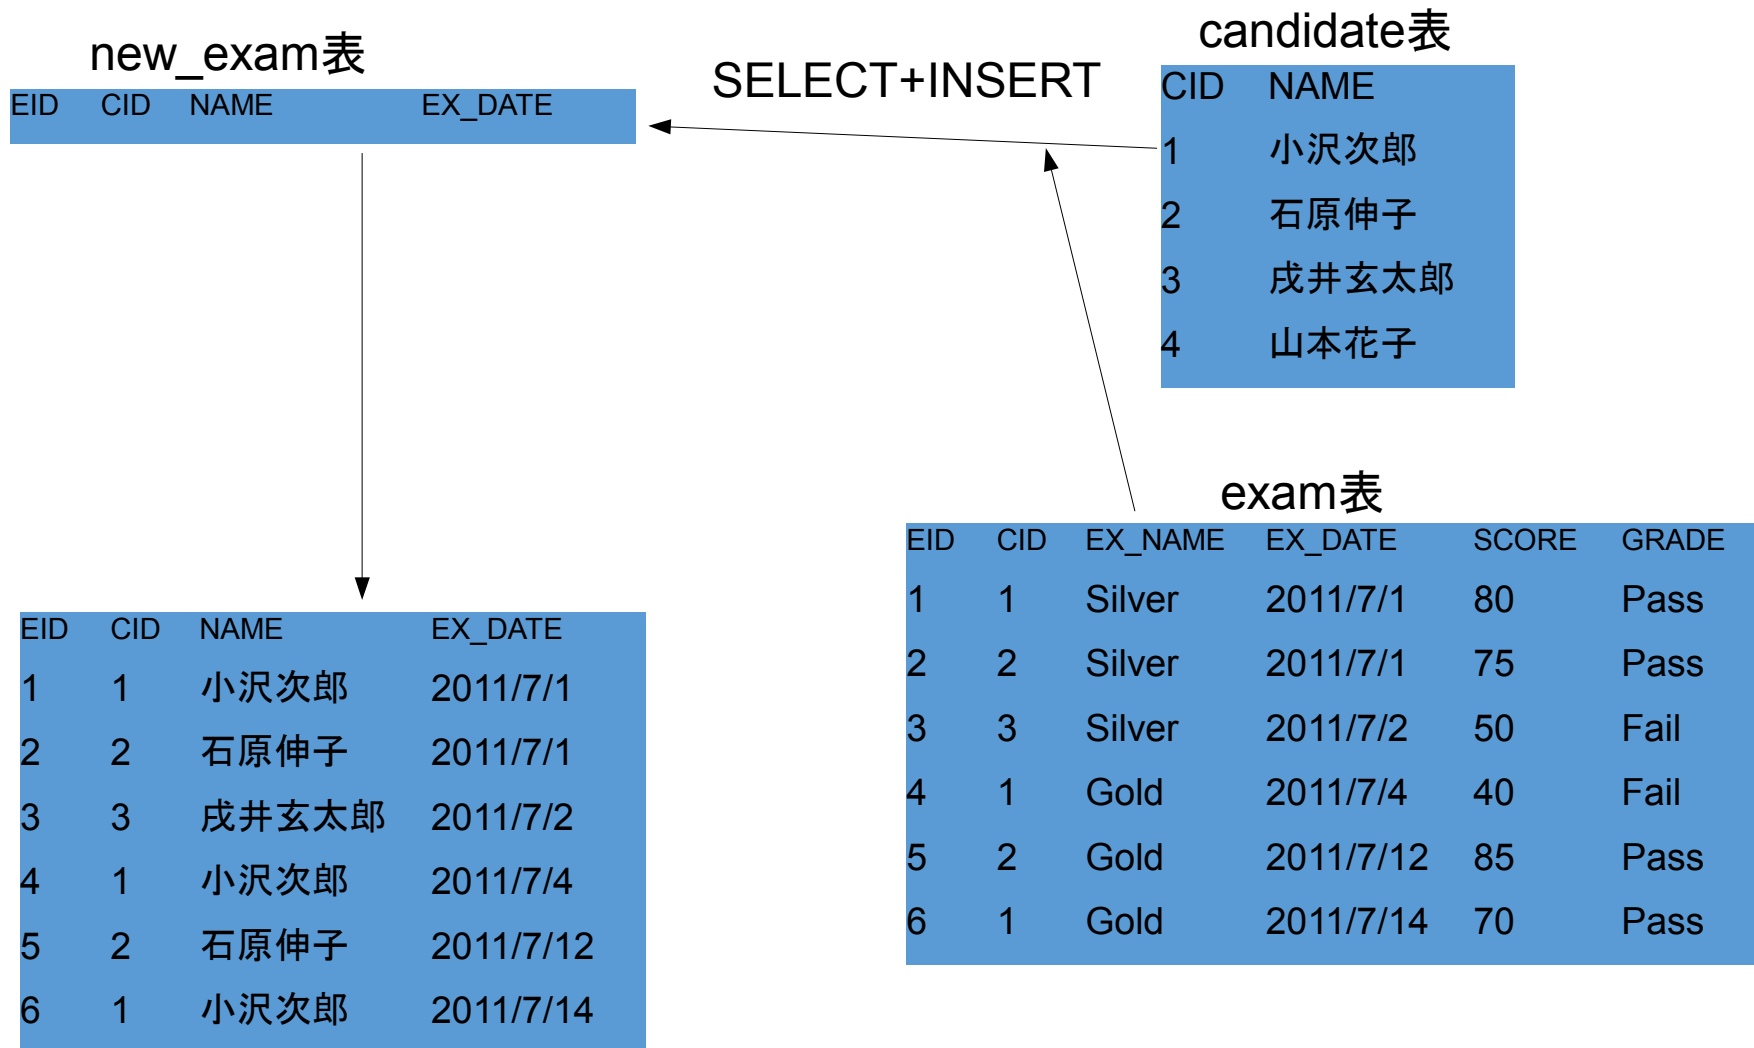 new_exam表
EID CID NAME EX_DATE
SELECT+INSERT
candidate表
CID NAME
1 小沢次郎
2 石原伸子
3 戌井玄太郎
4 山本花子
exam表
EID CID EX_NAME EX_DATE SCORE GRADE
1 1 Silver 2011/7/1 80 Pass
2 2 Silver 2011/7/1 75 Pass
3 3 Silver 2011/7/2 50 Fail
4 1 Gold 2011/7/4 40 Fail
5 2 Gold 2011/7/12 85 Pass
6 1 Gold 2011/7/14 70 Pass
EID CID NAME EX_DATE
1 1 小沢次郎 2011/7/1
2 2 石原伸子 2011/7/1
3 3 戌井玄太郎 2011/7/2
4 1 小沢次郎 2011/7/4
5 2 石原伸子 2011/7/12
6 1 小沢次郎 2011/7/14